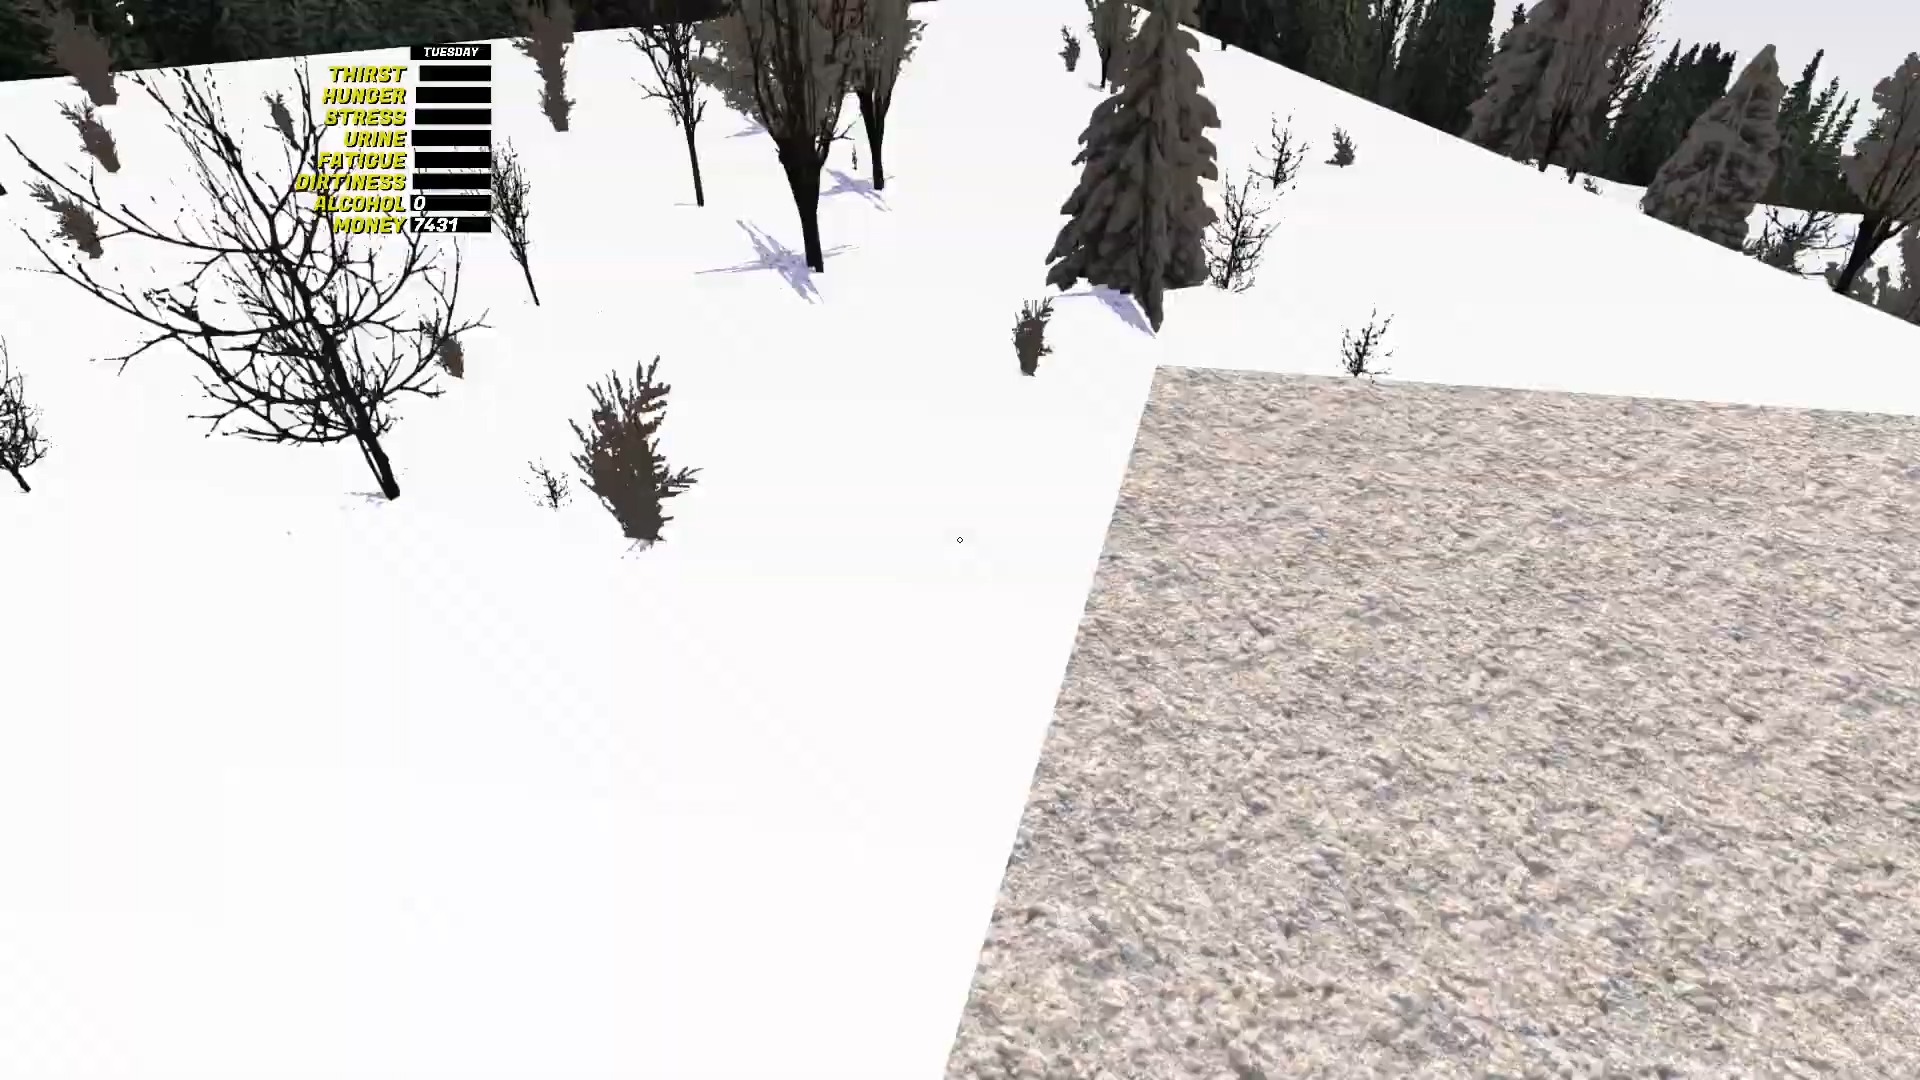 TUESDAY
THIRST
HUNGER
STRESS
URINE
FATIGUE
DIRTINESS
ALCOHOL 0
MONEY 7431